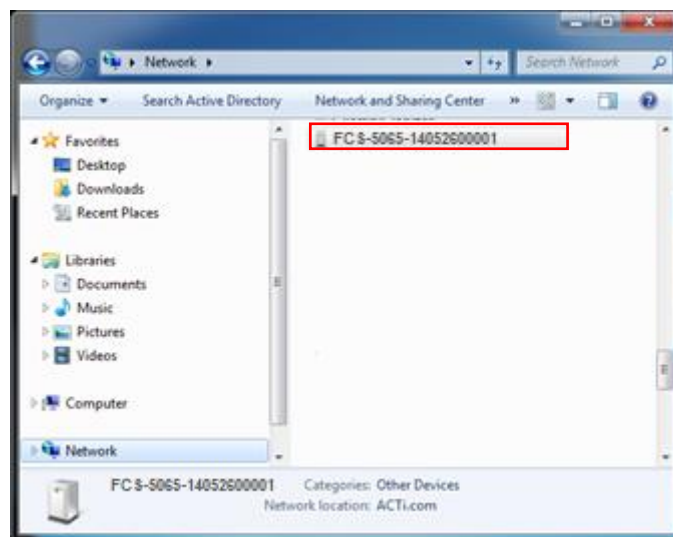 Network
Search Network
Organize Search Active Directory Network and Sharing Center »
Favorites
Desktop
Downloads
Recent Places
Libraries
Documents
Music
Pictures
Videos
Computer
Network
FCS-5065-14052600001
FCS-5065-14052600001 Categories: Other Devices
Network location: ACTi.com